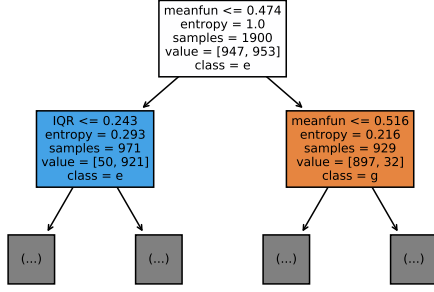 meanfun <= 0.474
entropy = 1.0
samples = 1900
value = [947, 953]
class = e
IQR <= 0.243
entropy = 0.293
samples = 971
value = [50, 921]
class = e
meanfun <= 0.516
entropy = 0.216
samples = 929
value = [897, 32]
class = g
(...)
(...)
(...)
(...)